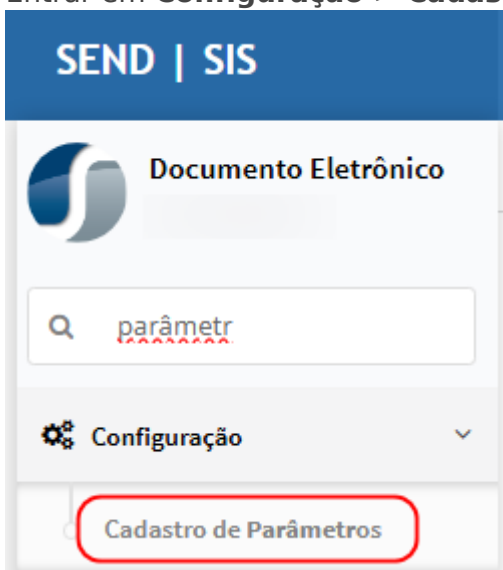 SEND | SIS
Documento Eletrônico
parâmetr
Configuração
Cadastro de Parâmetros